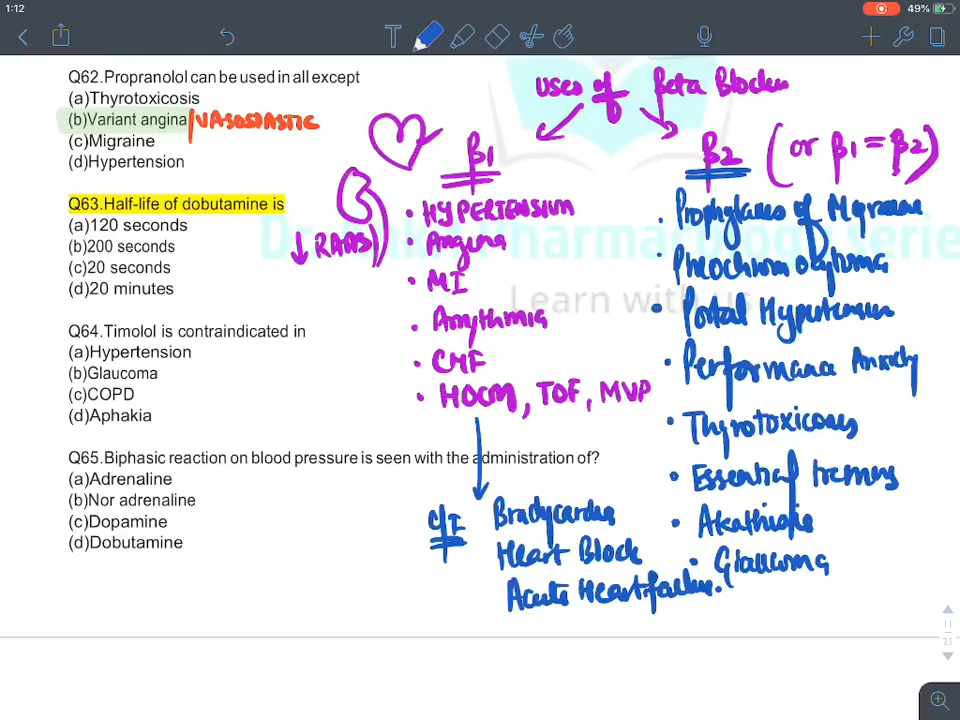 1:12
49%
Q62.Propranolol can be used in all except
(a)Thyrotoxicosis
(b)Variant angina / VASOSPASTIC
(c)Migraine
(d)Hypertension
Q63.Half-life of dobutamine is
(a)120 seconds
(b)200 seconds
(c)20 seconds
(d)20 minutes
Q64.Timolol is contraindicated in
(a)Hypertension
(b)Glaucoma
(c)COPD
(d)Aphakia
Q65.Biphasic reaction on blood pressure is seen with the administration of?
(a)Adrenaline
(b)Nor adrenaline
(c)Dopamine
(d)Dobutamine
Uses of Beta Blockers
β1
↓ RAAS
• HYPERTENSIUM
• Angina
• MI
• Arrythmia
• CHF
• HOCM, TOF, MVP
C/I Bradycardia
Heart Block
Acute Heart failure.
β2 (or β1 = β2)
• Prophylaxis of Migraine
• Pheochromocytoma
• Portal Hypertension
• Performance Anxiety
• Thyrotoxicosis
• Essential tremors
• Akathisia
• Glaucoma
series
Learn with us
11
21